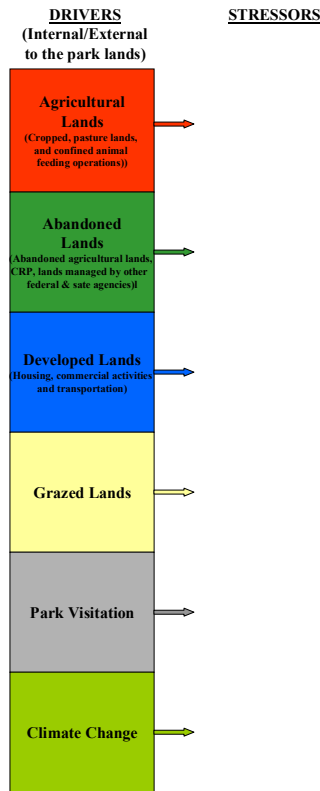 DRIVERS
(Internal/External
to the park lands)
STRESSORS
Agricultural
Lands
(Cropped, pasture lands,
and confined animal
feeding operations))
Abandoned
Lands
(Abandoned agricultural lands,
CRP, lands managed by other
federal & sate agencies)l
Developed Lands
(Housing, commercial activities
and transportation)
Grazed Lands
Park Visitation
Climate Change